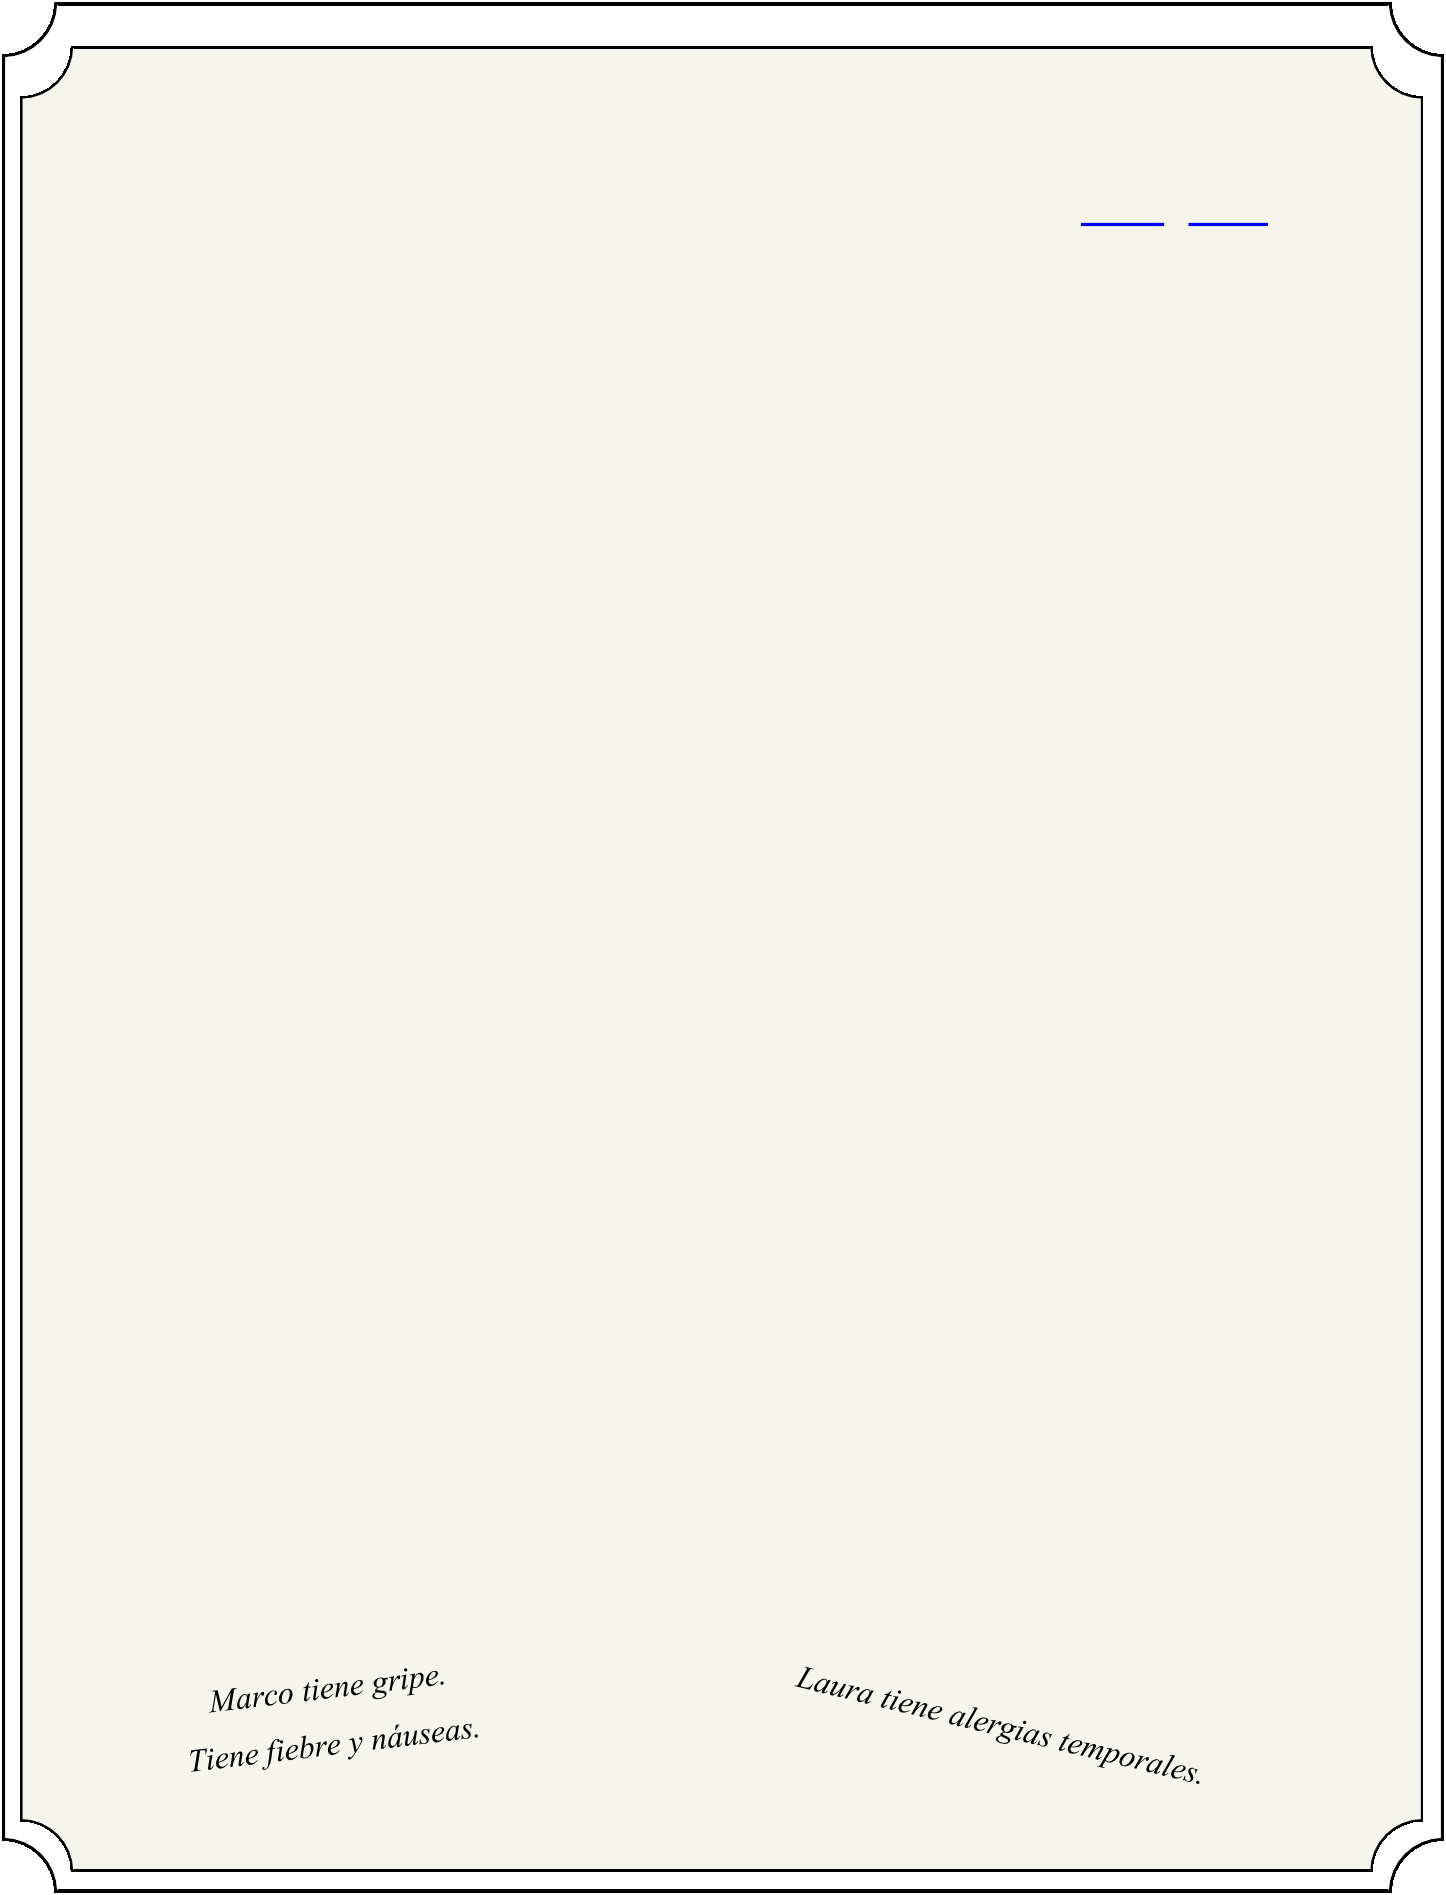 Marco tiene gripe.
Tiene fiebre y náuseas.
Laura tiene alergias temporales.